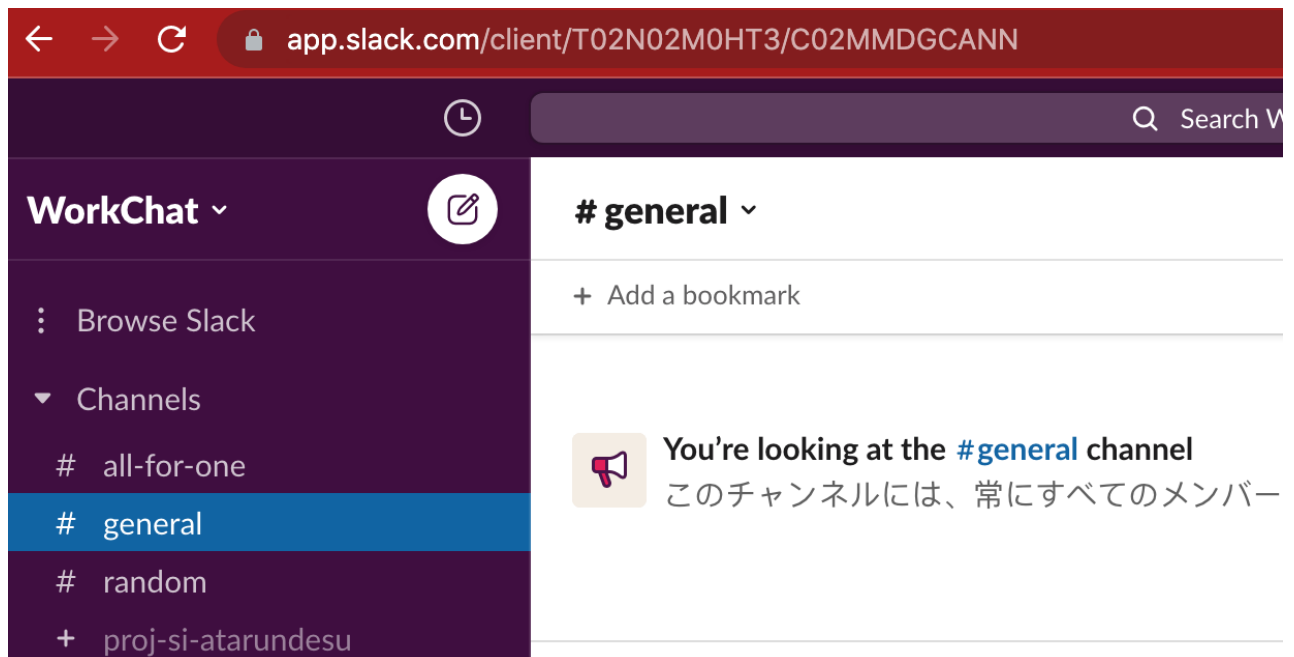 app.slack.com/client/T02N02M0HT3/C02MMDGCANN
Search
WorkChat
# general
+ Add a bookmark
Browse Slack
Channels
# all-for-one
# general
# random
+ proj-si-atarundesu
You’re looking at the #general channel
このチャンネルには、常にすべてのメンバー